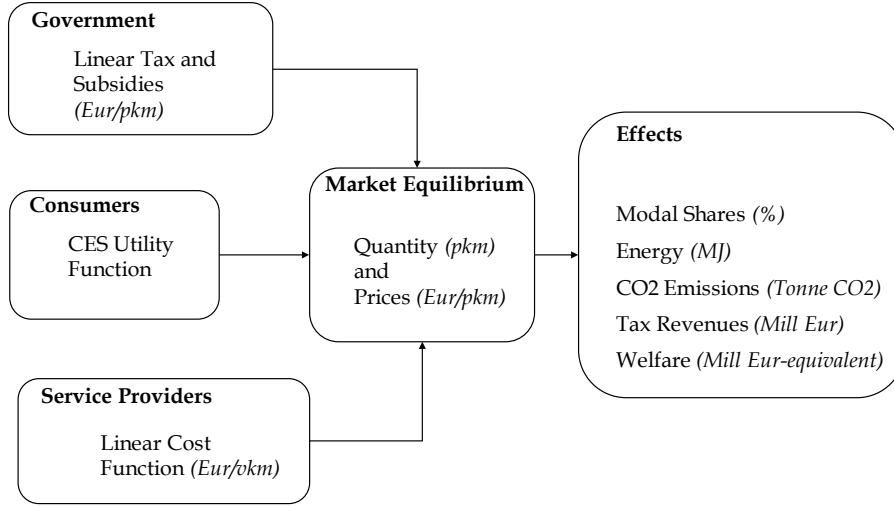 Government
Linear Tax and
Subsidies
(Eur/pkm)
Consumers
CES Utility
Function
Service Providers
Linear Cost
Function (Eur/vkm)
Market Equilibrium
Quantity (pkm)
and
Prices (Eur/pkm)
Effects
Modal Shares (%)
Energy (MJ)
CO2 Emissions (Tonne CO2)
Tax Revenues (Mill Eur)
Welfare (Mill Eur-equivalent)